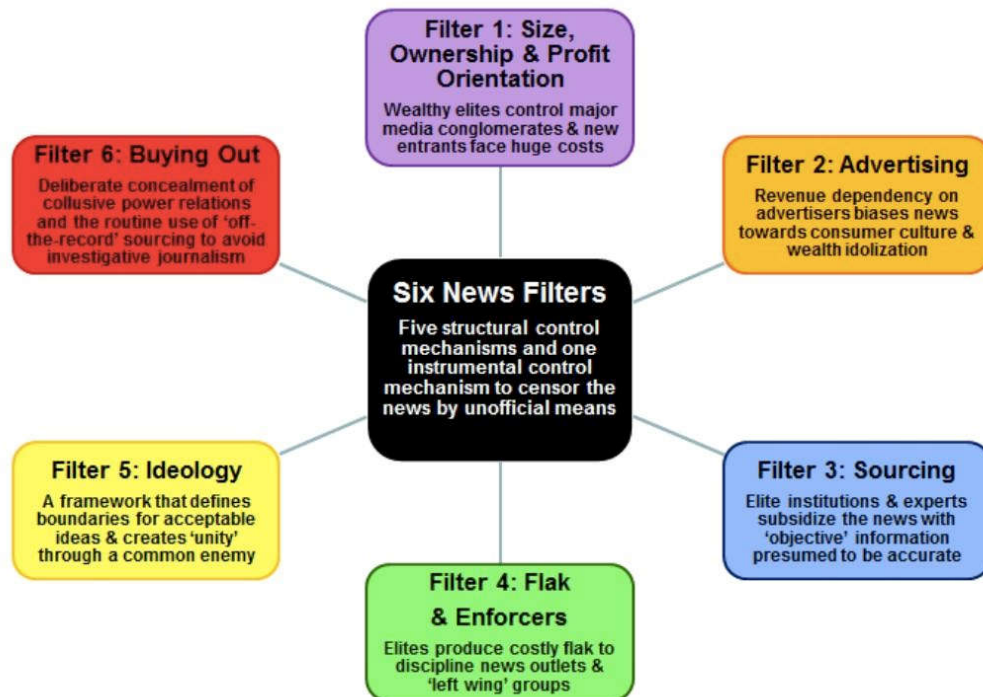 Filter 1: Size,
Ownership & Profit
Orientation
Wealthy elites control major
media conglomerates & new
entrants face huge costs
Filter 6: Buying Out
Deliberate concealment of
collusive power relations
and the routine use of ‘off-
the-record’ sourcing to avoid
investigative journalism
Filter 2: Advertising
Revenue dependency on
advertisers biases news
towards consumer culture &
wealth idolization
Six News Filters
Five structural control
mechanisms and one
instrumental control
mechanism to censor the
news by unofficial means
Filter 5: Ideology
A framework that defines
boundaries for acceptable
ideas & creates ‘unity’
through a common enemy
Filter 3: Sourcing
Elite institutions & experts
subsidize the news with
‘objective’ information
presumed to be accurate
Filter 4: Flak
& Enforcers
Elites produce costly flak to
discipline news outlets &
‘left wing’ groups